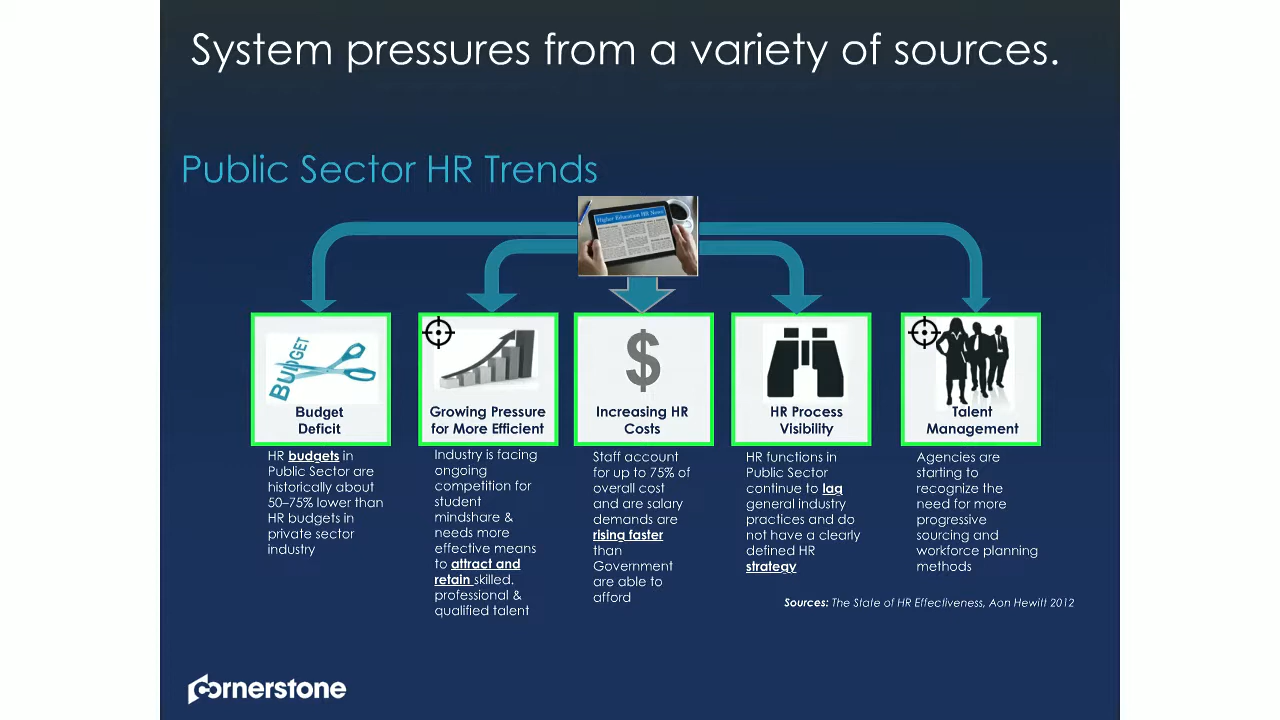 System pressures from a variety of sources.
Public Sector HR Trends
Higher Education HR News
BUDGET
Budget
Deficit
HR budgets in
Public Sector are
historically about
50–75% lower than
HR budgets in
private sector
industry
Growing Pressure
for More Efficient
Industry is facing
ongoing
competition for
student
mindshare &
needs more
effective means
to attract and
retain skilled.
professional &
qualified talent
$
Increasing HR
Costs
Staff account
for up to 75% of
overall cost
and are salary
demands are
rising faster
than
Government
are able to
afford
HR Process
Visibility
HR functions in
Public Sector
continue to lag
general industry
practices and do
not have a clearly
defined HR
strategy
Talent
Management
Agencies are
starting to
recognize the
need for more
progressive
sourcing and
workforce planning
methods
Sources: The State of HR Effectiveness, Aon Hewitt 2012
cornerstone